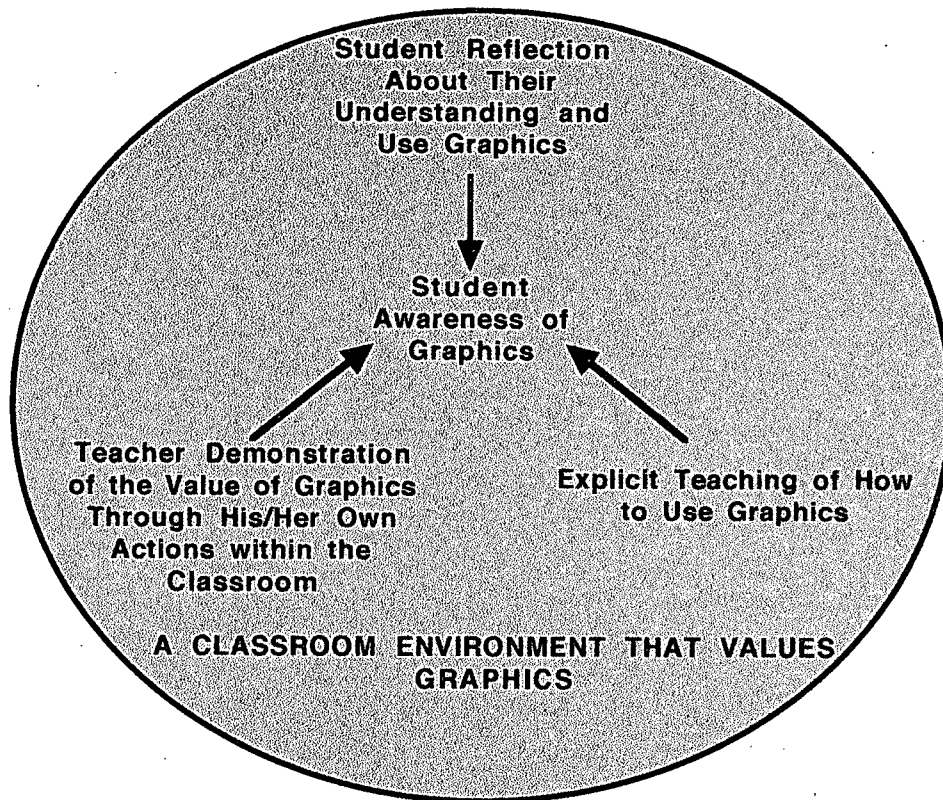 Student Reflection
About Their
Understanding and
Use Graphics
Student
Awareness of
Graphics
Teacher Demonstration
of the Value of Graphics
Through His/Her Own
Actions within the
Classroom
Explicit Teaching of How
to Use Graphics
A CLASSROOM ENVIRONMENT THAT VALUES
GRAPHICS